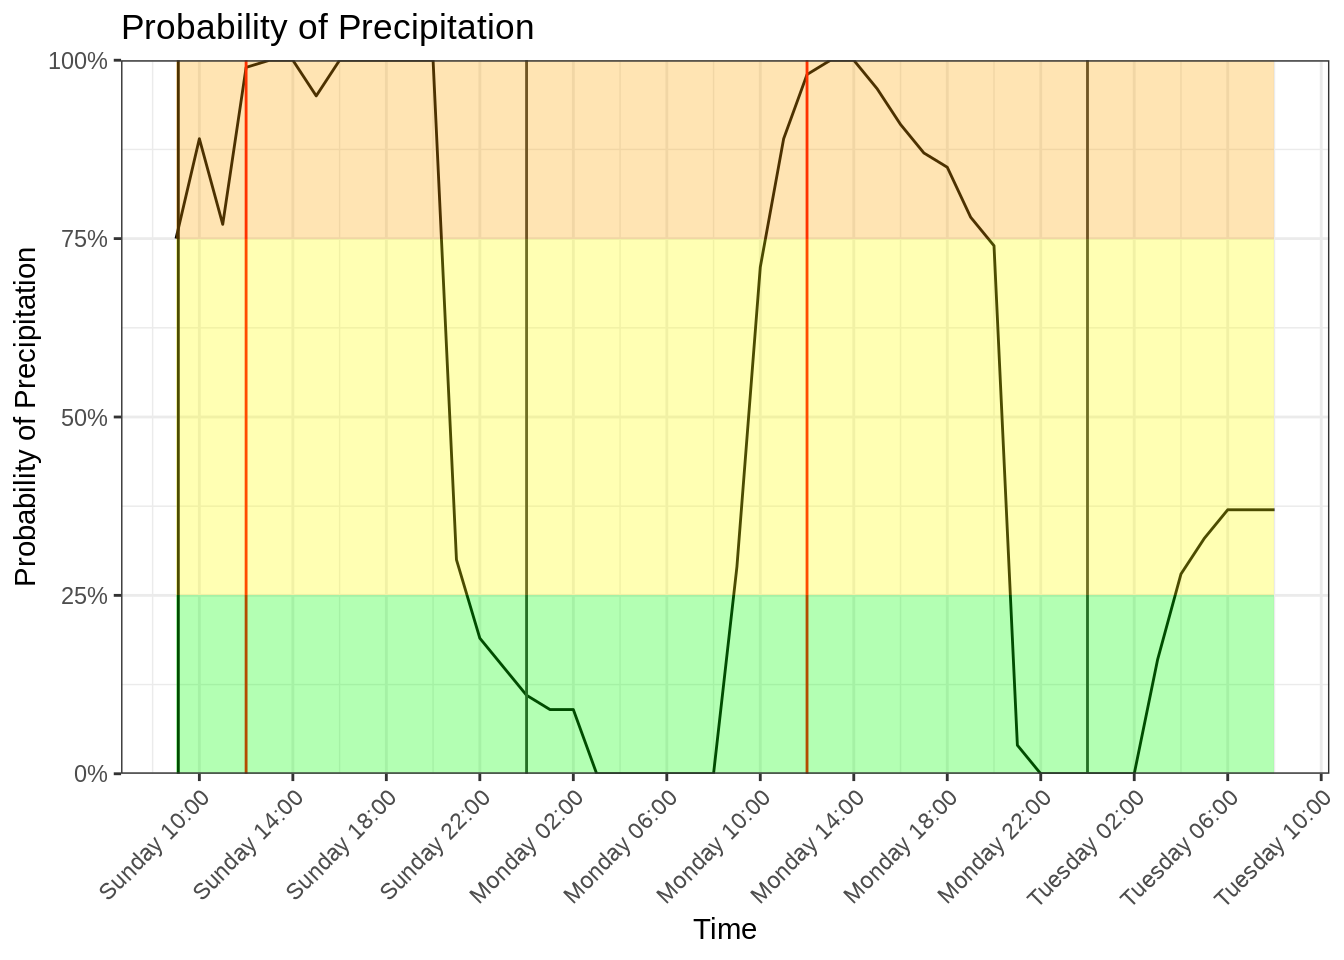 Probability of Precipitation
Probability of Precipitation
100%
75%
50%
25%
0%
Sunday 10:00
Sunday 14:00
Sunday 18:00
Sunday 22:00
Monday 02:00
Monday 06:00
Monday 10:00
Monday 14:00
Monday 18:00
Monday 22:00
Tuesday 02:00
Tuesday 06:00
Tuesday 10:00
Time